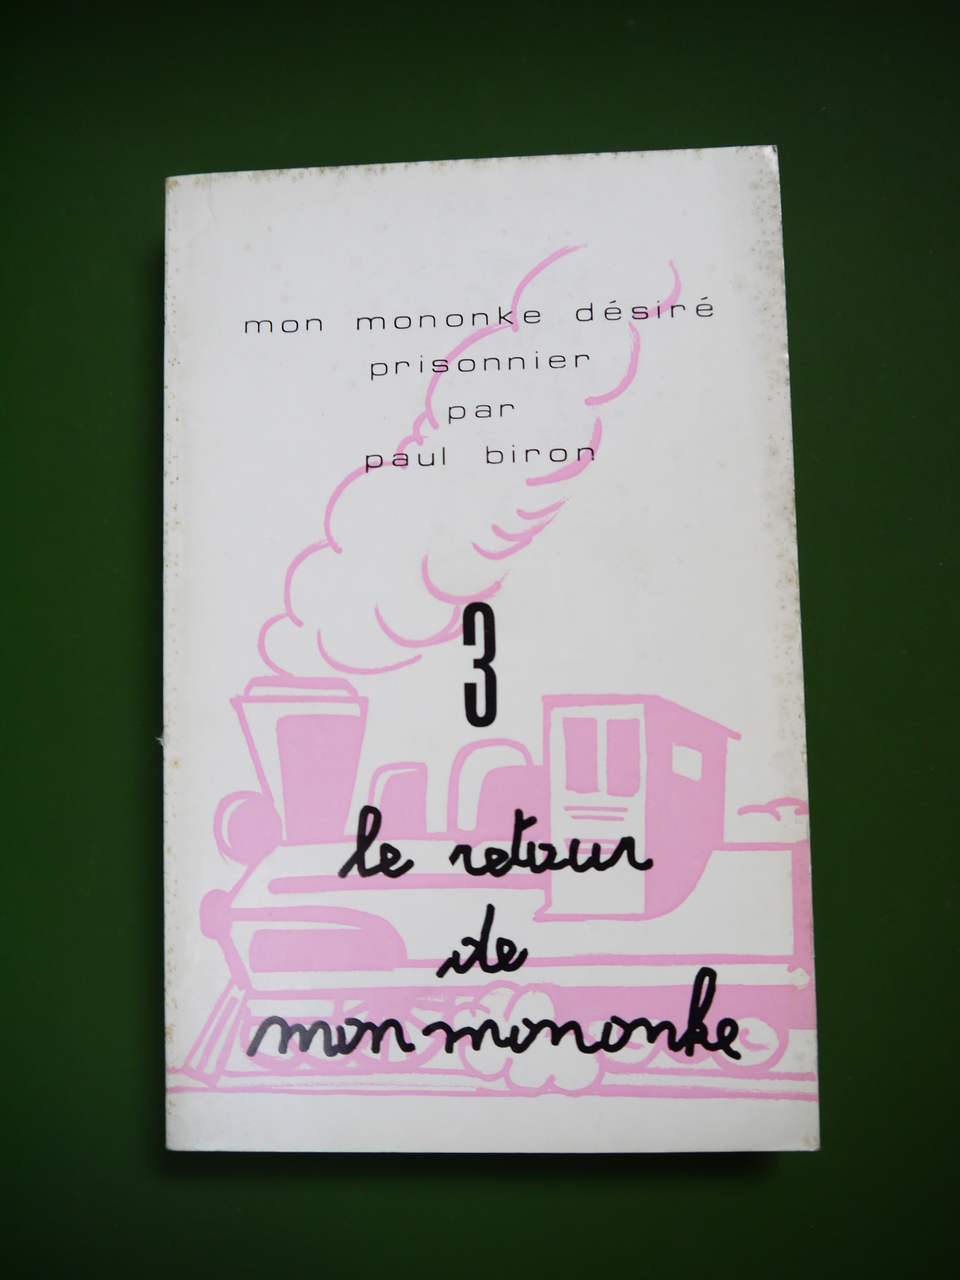 mon mononke désiré
prisonnier
par
paul biron
3
le retour
de
mon mononke